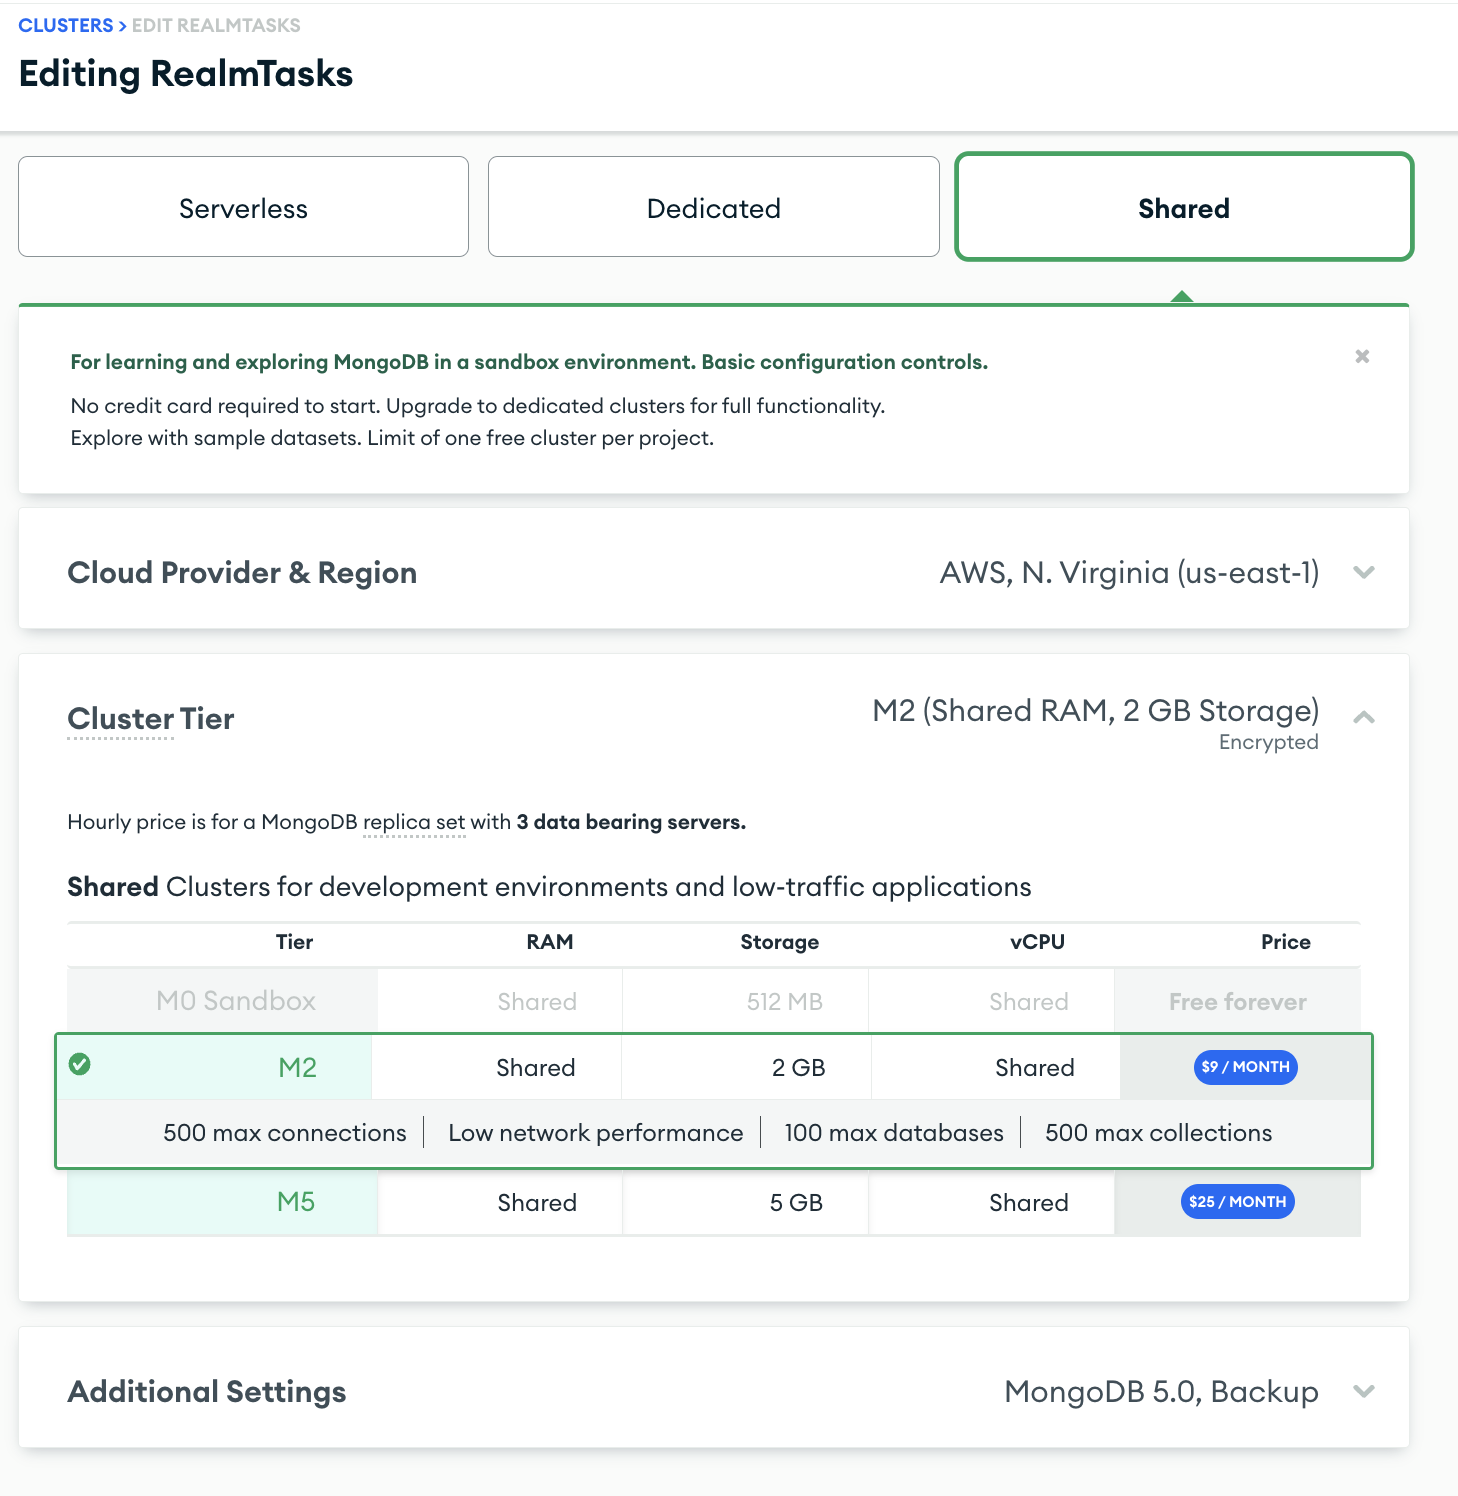 CLUSTERS > EDIT REALMTASKS
Editing RealmTasks
Serverless
Dedicated
Shared
For learning and exploring MongoDB in a sandbox environment. Basic configuration controls.
No credit card required to start. Upgrade to dedicated clusters for full functionality.
Explore with sample datasets. Limit of one free cluster per project.
Cloud Provider & Region
AWS, N. Virginia (us-east-1)
Cluster Tier
M2 (Shared RAM, 2 GB Storage)
Encrypted
Hourly price is for a MongoDB replica set with 3 data bearing servers.
Shared Clusters for development environments and low-traffic applications
Tier RAM Storage vCPU Price
M0 Sandbox Shared 512 MB Shared Free forever
M2 Shared 2 GB Shared $9 / MONTH
500 max connections | Low network performance | 100 max databases | 500 max collections
M5 Shared 5 GB Shared $25 / MONTH
Additional Settings
MongoDB 5.0, Backup